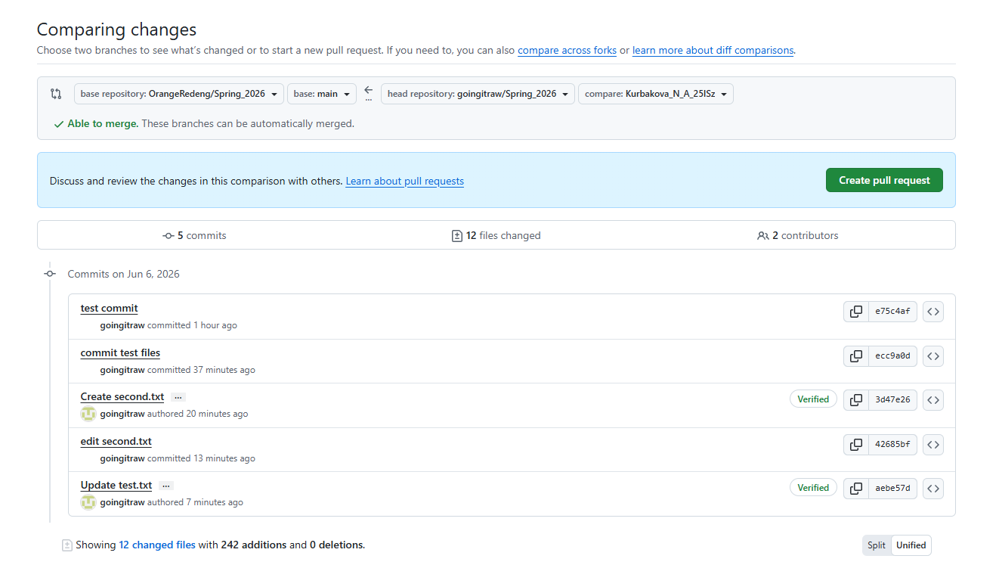 Comparing changes
Choose two branches to see what's changed or to start a new pull request. If you need to, you can also compare across forks or learn more about diff comparisons.
base repository: OrangeRedeng/Spring_2026 base: main ... head repository: goingitraw/Spring_2026 compare: Kurbakova_N_A_25ISz
Able to merge. These branches can be automatically merged.
Discuss and review the changes in this comparison with others. Learn about pull requests Create pull request
5 commits 12 files changed 2 contributors
Commits on Jun 6, 2026
test commit e75c4af
goingitraw committed 1 hour ago
commit test files ecc9a0d
goingitraw committed 37 minutes ago
Create second.txt ... Verified 3d47e26
goingitraw authored 20 minutes ago
edit second.txt 42685bf
goingitraw committed 13 minutes ago
Update test.txt ... Verified aebe57d
goingitraw authored 7 minutes ago
Showing 12 changed files with 242 additions and 0 deletions. Split Unified